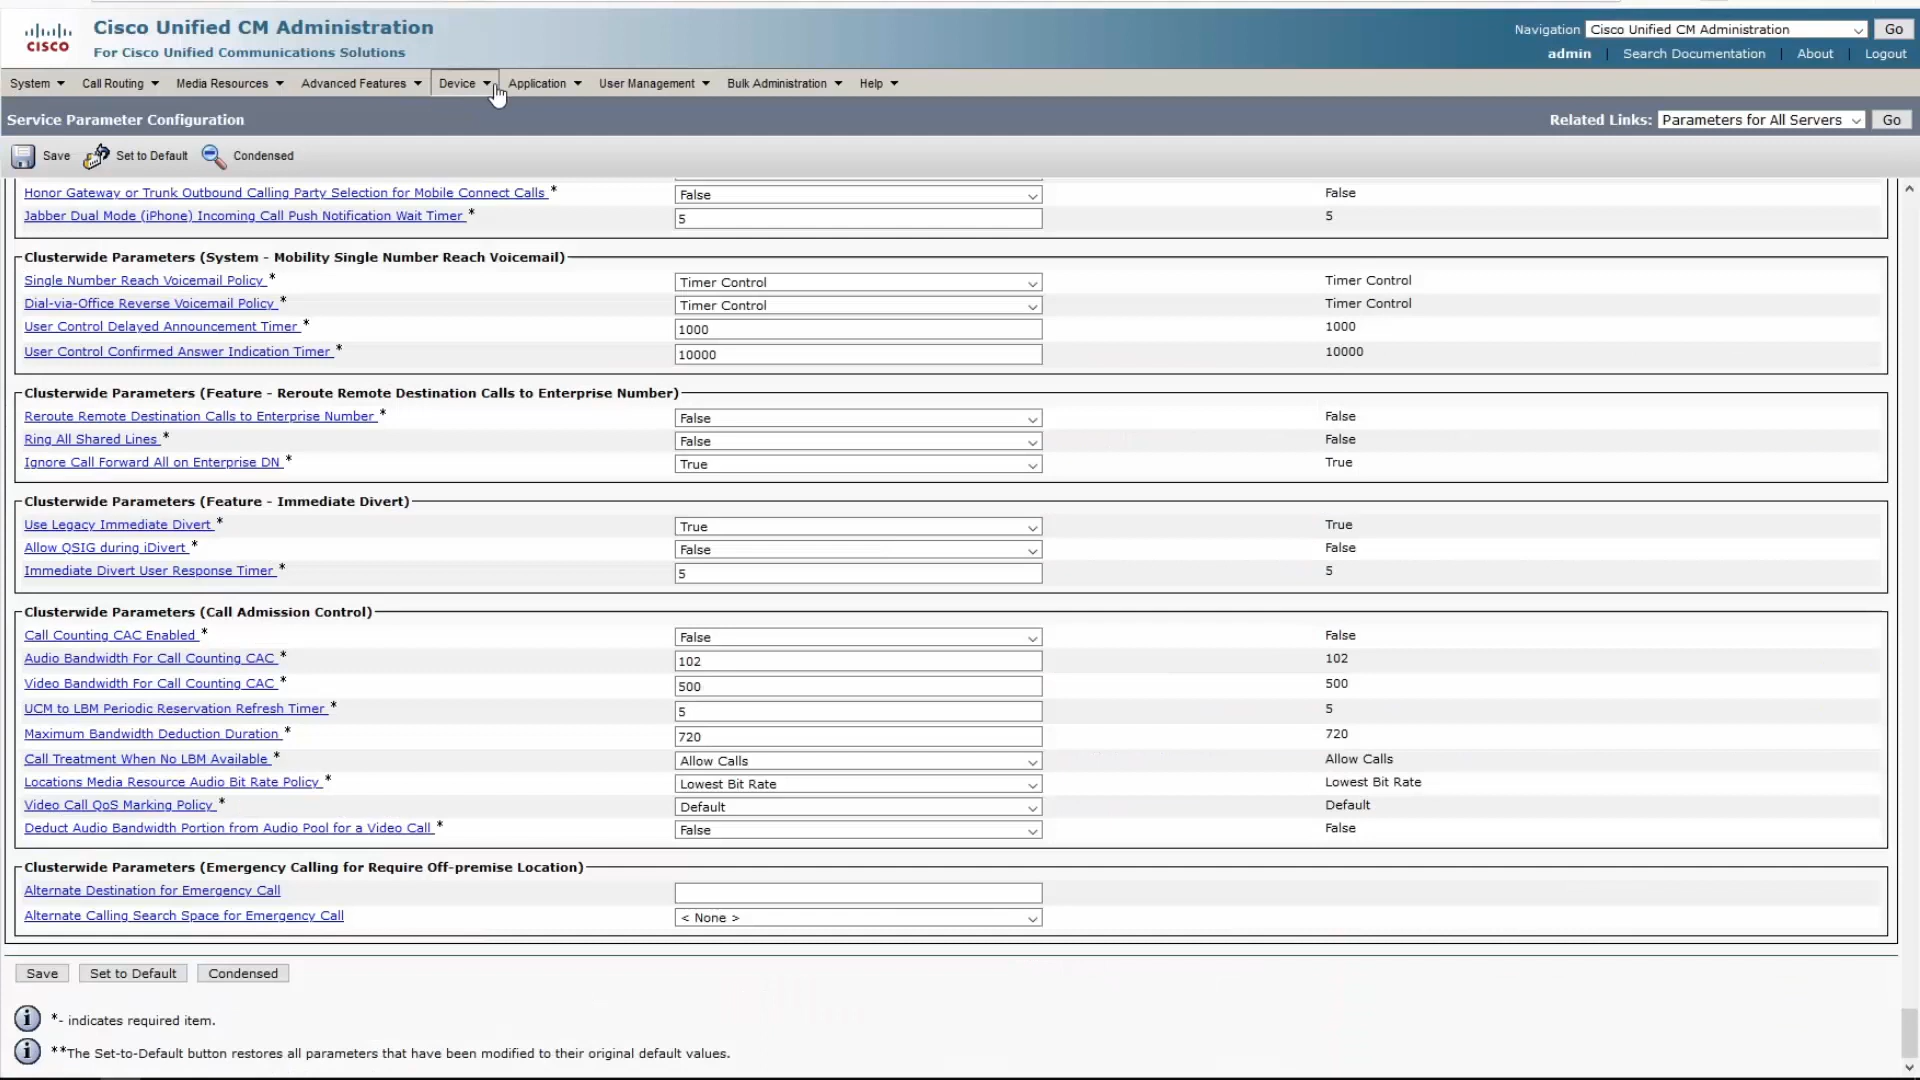 Cisco Unified CM Administration
For Cisco Unified Communications Solutions
CISCO
Navigation Cisco Unified CM Administration Go
admin | Search Documentation | About | Logout
System Call Routing Media Resources Advanced Features Device Application User Management Bulk Administration Help
Service Parameter Configuration
Related Links: Parameters for All Servers Go
Save Set to Default Condensed
Honor Gateway or Trunk Outbound Calling Party Selection for Mobile Connect Calls * False False
Jabber Dual Mode (iPhone) Incoming Call Push Notification Wait Timer * 5 5
Clusterwide Parameters (System - Mobility Single Number Reach Voicemail)
Single Number Reach Voicemail Policy * Timer Control Timer Control
Dial-via-Office Reverse Voicemail Policy * Timer Control Timer Control
User Control Delayed Announcement Timer * 1000 1000
User Control Confirmed Answer Indication Timer * 10000 10000
Clusterwide Parameters (Feature - Reroute Remote Destination Calls to Enterprise Number)
Reroute Remote Destination Calls to Enterprise Number * False False
Ring All Shared Lines * False False
Ignore Call Forward All on Enterprise DN * True True
Clusterwide Parameters (Feature - Immediate Divert)
Use Legacy Immediate Divert * True True
Allow QSIG during iDivert * False False
Immediate Divert User Response Timer * 5 5
Clusterwide Parameters (Call Admission Control)
Call Counting CAC Enabled * False False
Audio Bandwidth For Call Counting CAC * 102 102
Video Bandwidth For Call Counting CAC * 500 500
UCM to LBM Periodic Reservation Refresh Timer * 5 5
Maximum Bandwidth Deduction Duration * 720 720
Call Treatment When No LBM Available * Allow Calls Allow Calls
Locations Media Resource Audio Bit Rate Policy * Lowest Bit Rate Lowest Bit Rate
Video Call QoS Marking Policy * Default Default
Deduct Audio Bandwidth Portion from Audio Pool for a Video Call * False False
Clusterwide Parameters (Emergency Calling for Require Off-premise Location)
Alternate Destination for Emergency Call
Alternate Calling Search Space for Emergency Call < None >
Save Set to Default Condensed
*- indicates required item.
**The Set-to-Default button restores all parameters that have been modified to their original default values.